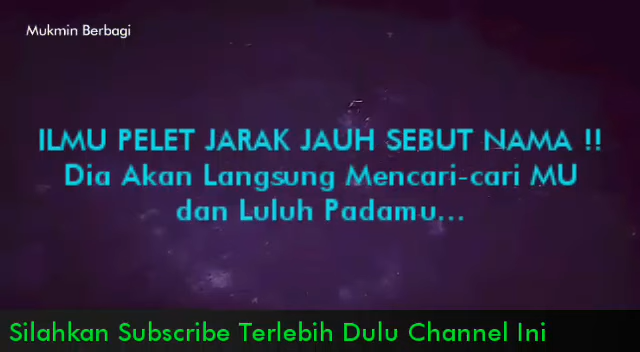 Mukmin Berbagi
ILMU PELET JARAK JAUH SEBUT NAMA !!
Dia Akan Langsung Mencari-cari MU
dan Luluh Padamu...
Silahkan Subscribe Terlebih Dulu Channel Ini